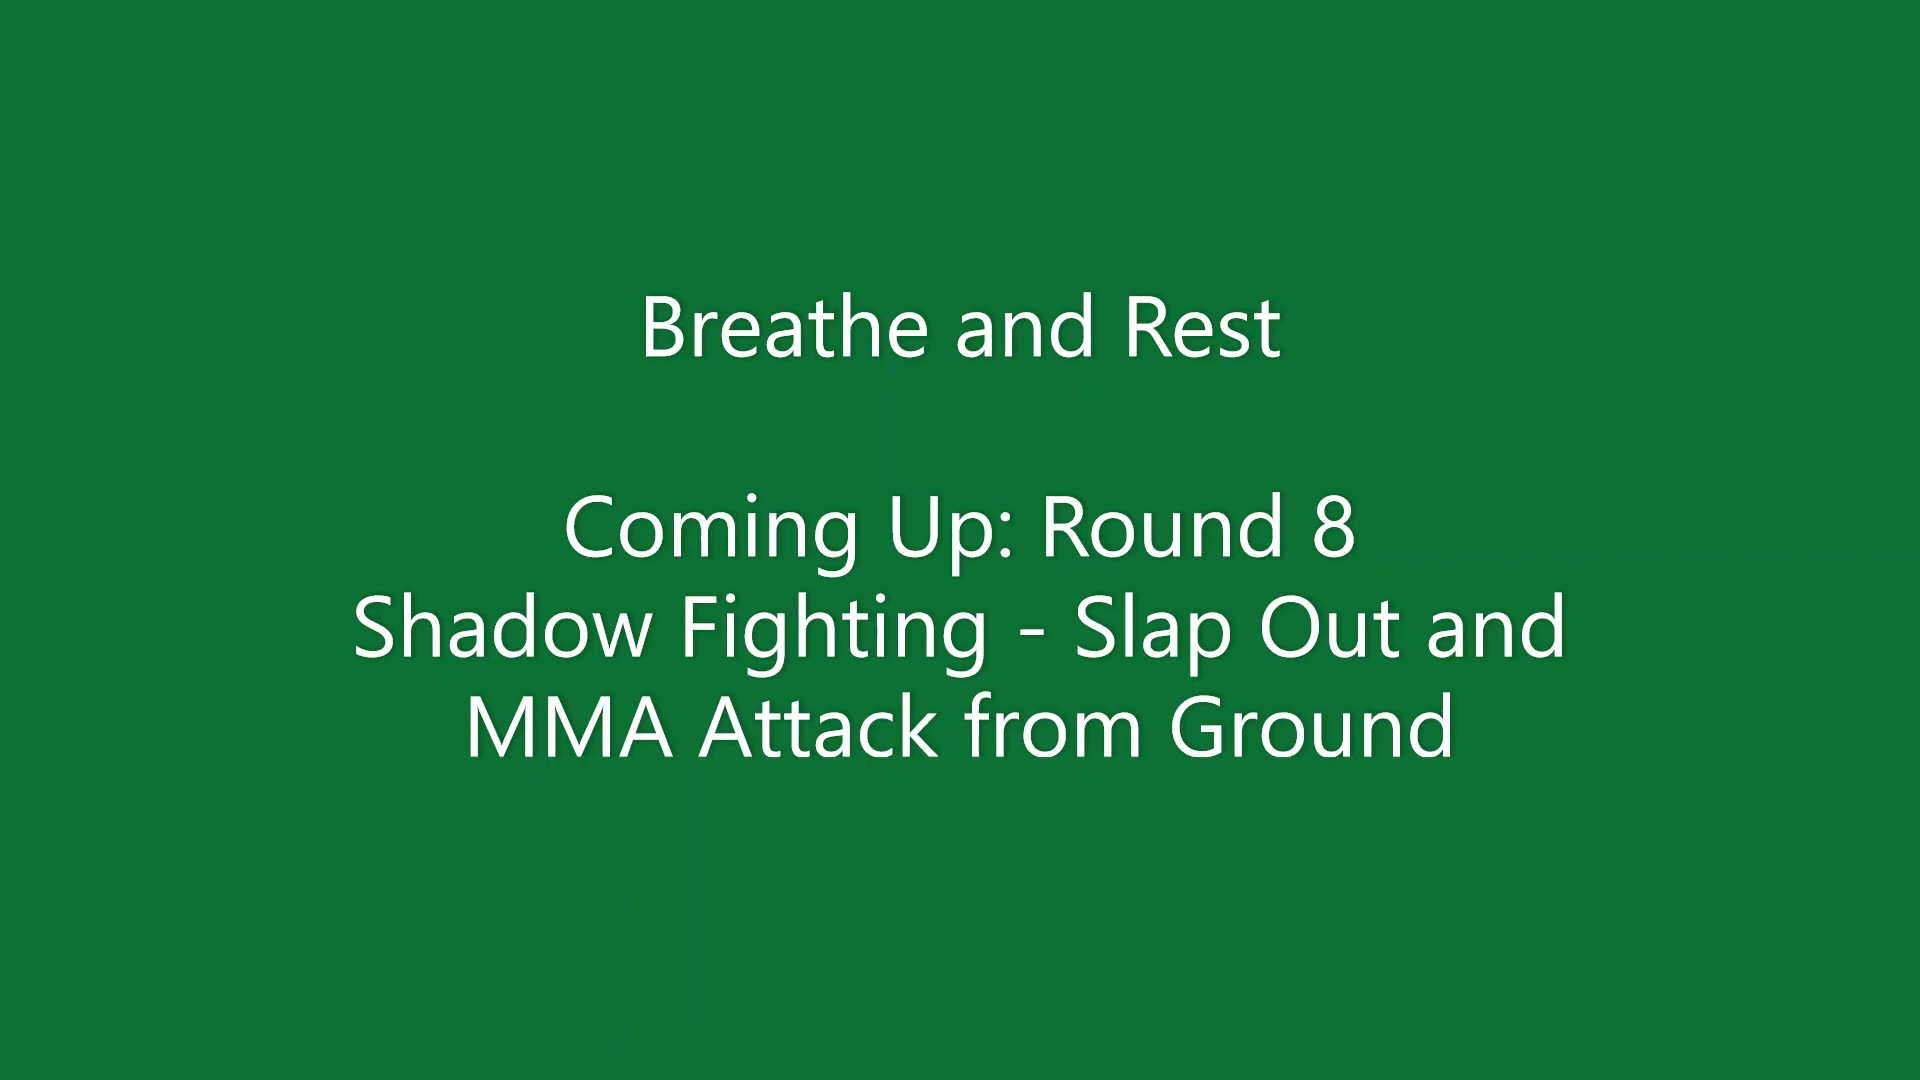 Breathe and Rest
Coming Up: Round 8
Shadow Fighting - Slap Out and
MMA Attack from Ground